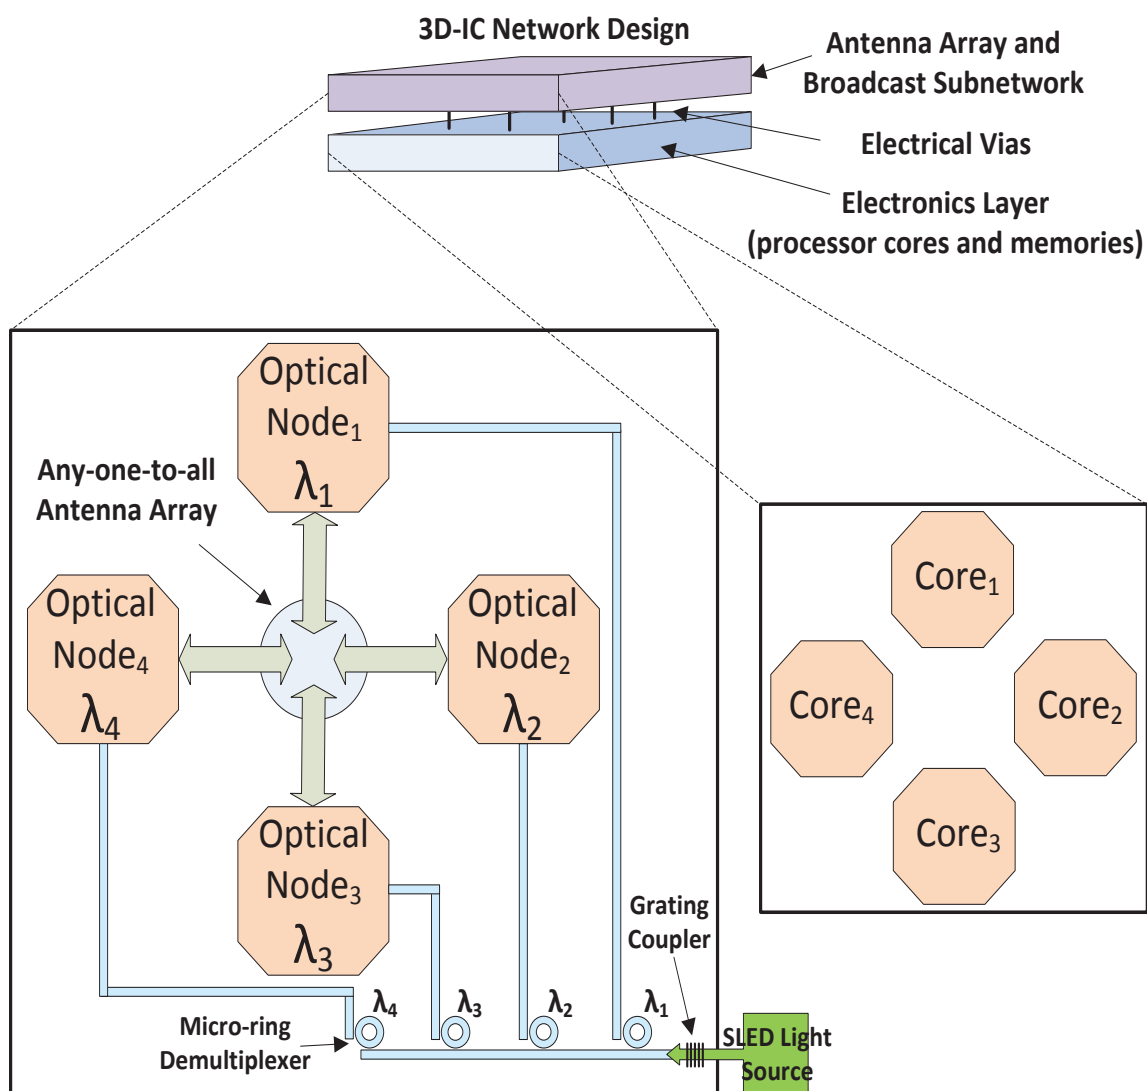 3D-IC Network Design
Antenna Array and
Broadcast Subnetwork
Electrical Vias
Electronics Layer
(processor cores and memories)
Optical
Node₁
λ₁
Any-one-to-all
Antenna Array
Optical
Node₄
λ₄
Optical
Node₂
λ₂
Optical
Node₃
λ₃
Core₁
Core₄
Core₂
Core₃
Grating
Coupler
λ₄
λ₃
λ₂
λ₁
Micro-ring
Demultiplexer
SLED Light
Source